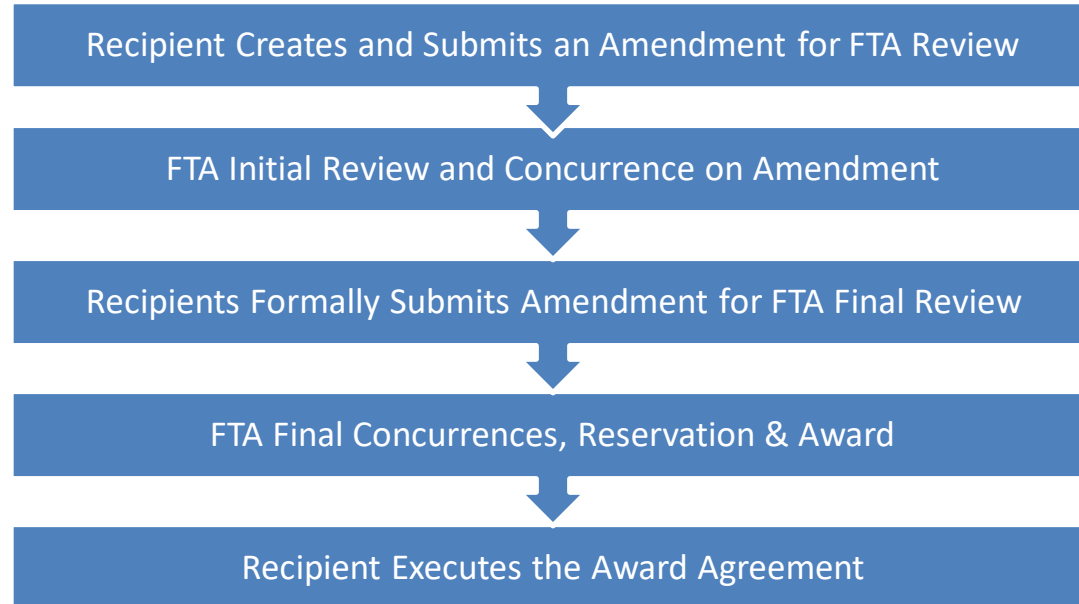 Recipient Creates and Submits an Amendment for FTA Review
FTA Initial Review and Concurrence on Amendment
Recipients Formally Submits Amendment for FTA Final Review
FTA Final Concurrences, Reservation & Award
Recipient Executes the Award Agreement